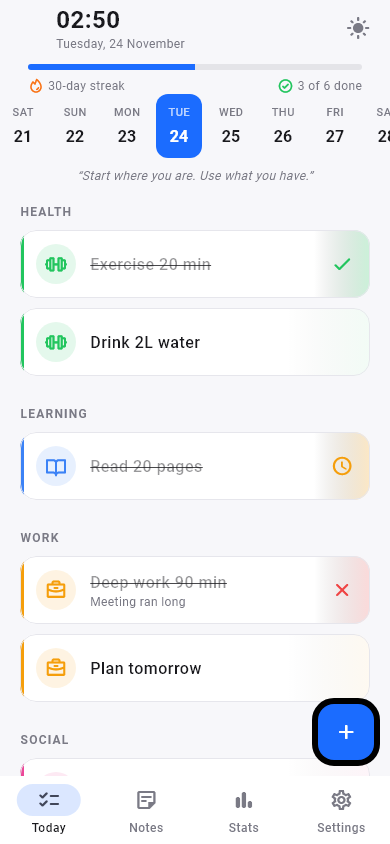 02:50
Tuesday, 24 November
30-day streak
3 of 6 done
SAT SUN MON TUE WED THU FRI SA
21 22 23 24 25 26 27 28
“Start where you are. Use what you have.”
HEALTH
Exercise 20 min
Drink 2L water
LEARNING
Read 20 pages
WORK
Deep work 90 min
Meeting ran long
Plan tomorrow
SOCIAL
Today Notes Stats Settings